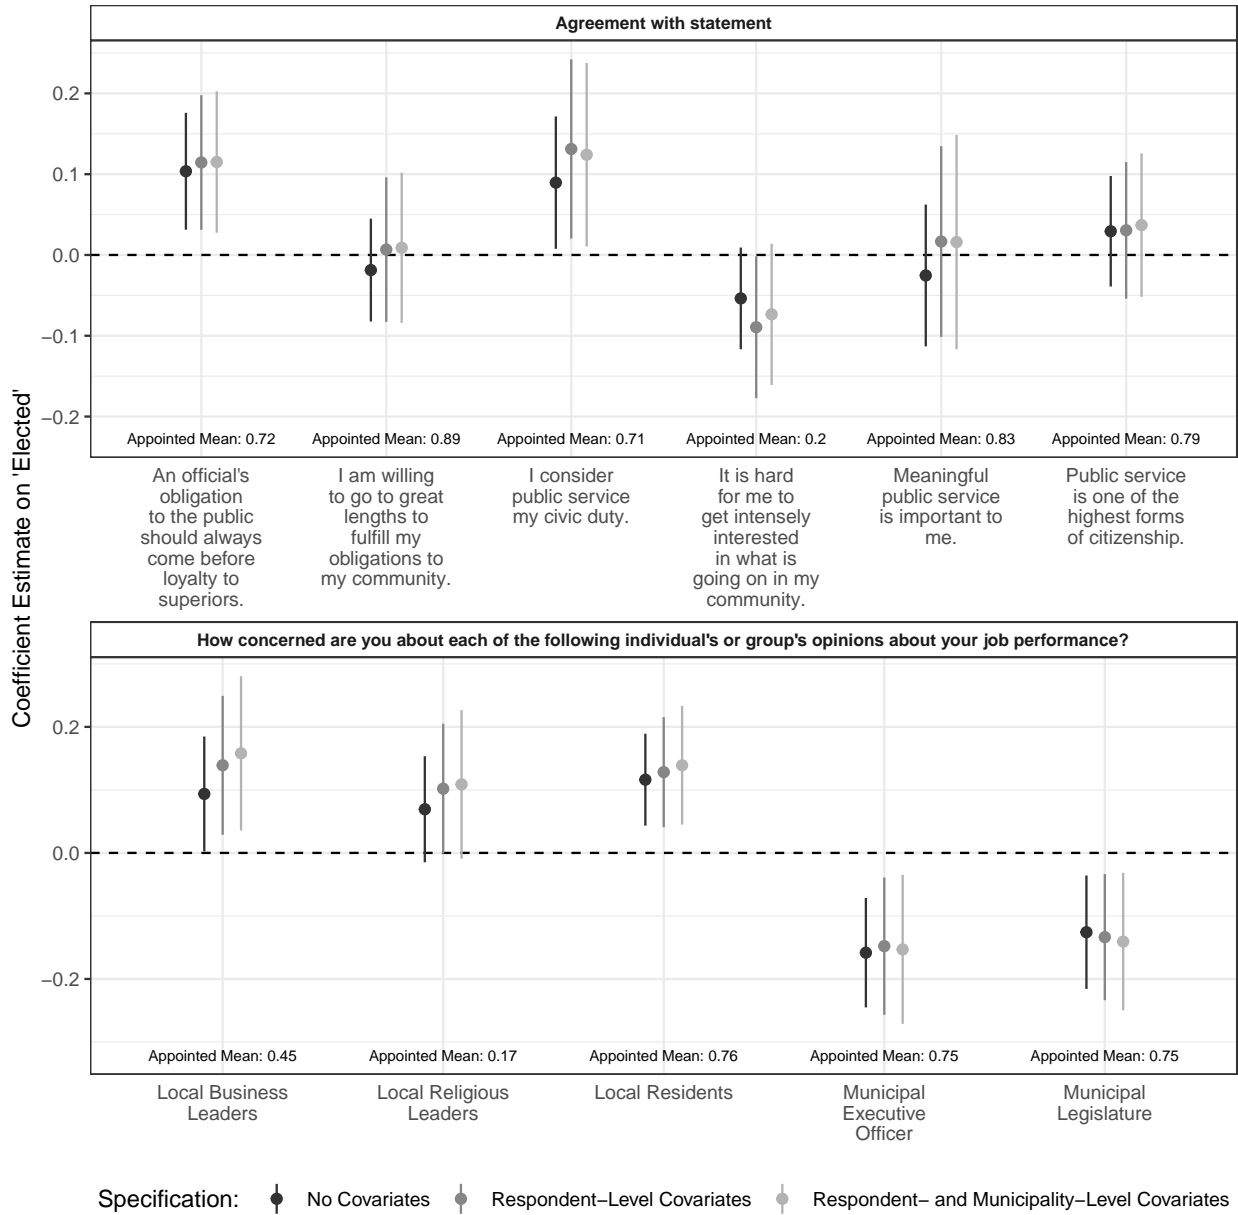 Agreement with statement
Coefficient Estimate on 'Elected'
0.2
0.1
0.0
−0.1
−0.2
Appointed Mean: 0.72
Appointed Mean: 0.89
Appointed Mean: 0.71
Appointed Mean: 0.2
Appointed Mean: 0.83
Appointed Mean: 0.79
An official's
obligation
to the public
should always
come before
loyalty to
superiors.
I am willing
to go to great
lengths to
fulfill my
obligations to
my community.
I consider
public service
my civic duty.
It is hard
for me to
get intensely
interested
in what is
going on in my
community.
Meaningful
public service
is important to
me.
Public service
is one of the
highest forms
of citizenship.
How concerned are you about each of the following individual's or group's opinions about your job performance?
0.2
0.0
−0.2
Appointed Mean: 0.45
Appointed Mean: 0.17
Appointed Mean: 0.76
Appointed Mean: 0.75
Appointed Mean: 0.75
Local Business
Leaders
Local Religious
Leaders
Local Residents
Municipal
Executive
Officer
Municipal
Legislature
Specification:
No Covariates
Respondent−Level Covariates
Respondent− and Municipality−Level Covariates